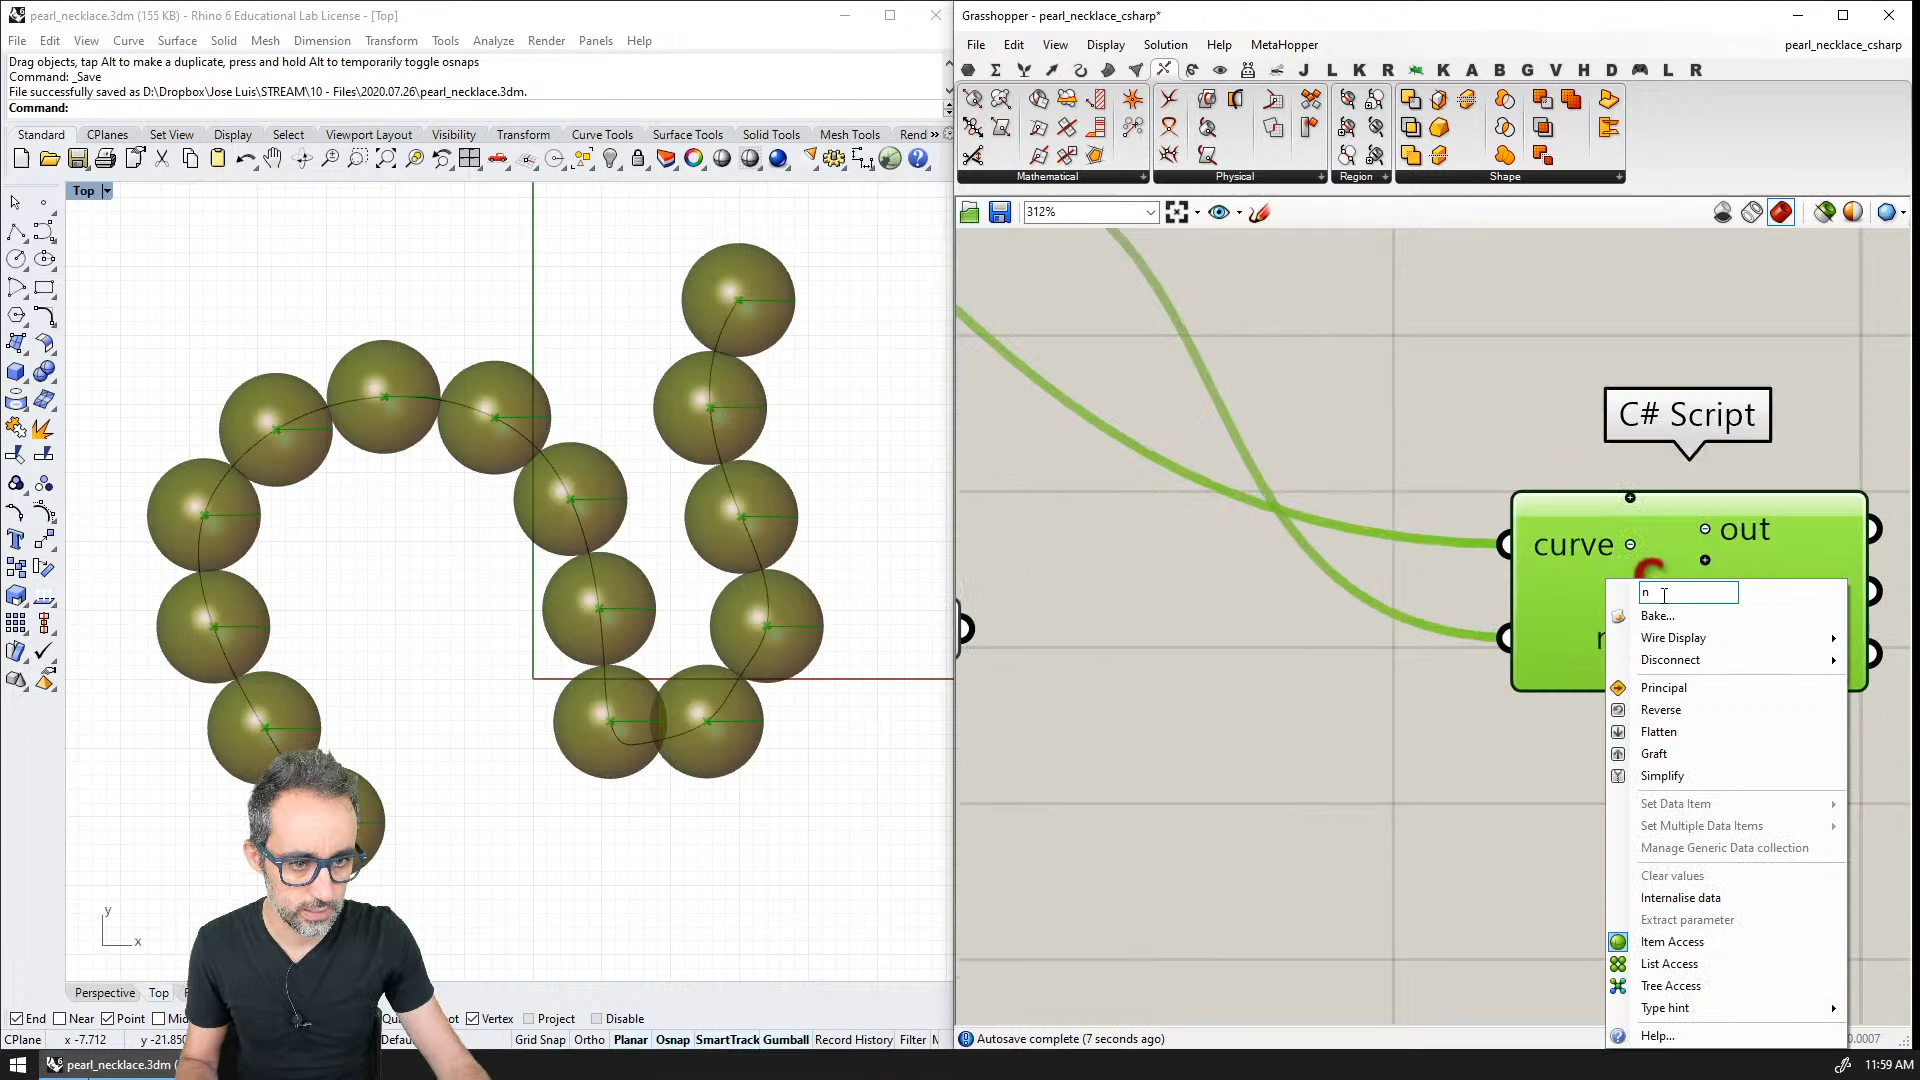 pearl_necklace.3dm (155 KB) - Rhino 6 Educational Lab License - [Top]
File Edit View Curve Surface Solid Mesh Dimension Transform Tools Analyze Render Panels Help
Drag objects, tap Alt to make a duplicate, press and hold Alt to temporarily toggle osnaps
Command: _Save
File successfully saved as D:\Dropbox\Jose Luis\STREAM\10 - Files\2020.07.26\pearl_necklace.3dm.
Command:
Standard CPlanes Set View Display Select Viewport Layout Visibility Transform Curve Tools Surface Tools Solid Tools Mesh Tools Rend »
Top
y
x
Perspective Top
End Near Point Mid Vertex Project Disable
CPlane x -7.712 y -21.850 Grid Snap Ortho Planar Osnap SmartTrack Gumball Record History Filter
pearl_necklace.3dm (
Grasshopper - pearl_necklace_csharp*
File Edit View Display Solution Help MetaHopper pearl_necklace_csharp
J L K R K A B G V H D L R
Mathematical Physical Region Shape
312%
C# Script
curve out
n
Bake...
Wire Display
Disconnect
Principal
Reverse
Flatten
Graft
Simplify
Set Data Item
Set Multiple Data Items
Manage Generic Data collection
Clear values
Internalise data
Extract parameter
Item Access
List Access
Tree Access
Type hint
Help...
Autosave complete (7 seconds ago)
0.0007
11:59 AM